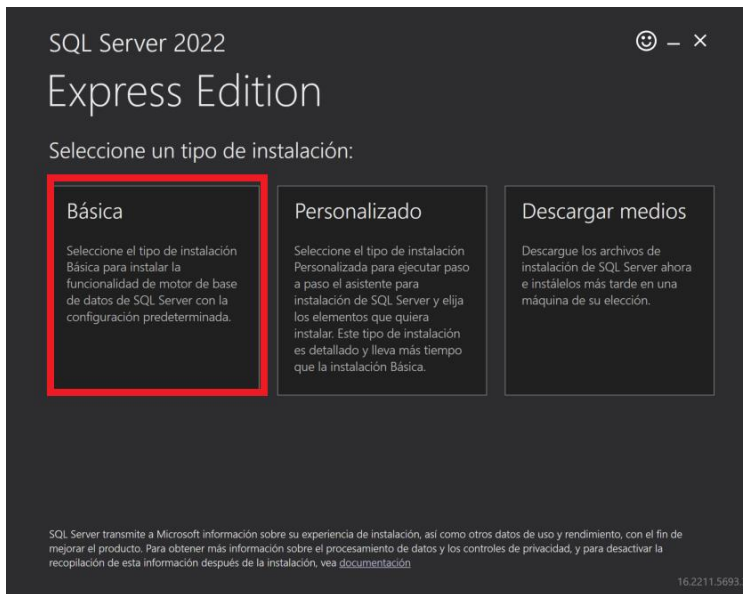 SQL Server 2022
Express Edition
Seleccione un tipo de instalación:
Básica
Seleccione el tipo de instalación
Básica para instalar la
funcionalidad de motor de base
de datos de SQL Server con la
configuración predeterminada.
Personalizado
Seleccione el tipo de instalación
Personalizada para ejecutar paso
a paso el asistente para
instalación de SQL Server y elija
los elementos que quiera
instalar. Este tipo de instalación
es detallado y lleva más tiempo
que la instalación Básica.
Descargar medios
Descargue los archivos de
instalación de SQL Server ahora
e instálelos más tarde en una
máquina de su elección.
SQL Server transmite a Microsoft información sobre su experiencia de instalación, así como otros datos de uso y rendimiento, con el fin de
mejorar el producto. Para obtener más información sobre el procesamiento de datos y los controles de privacidad, y para desactivar la
recopilación de esta información después de la instalación, vea documentación
16.2211.5693.